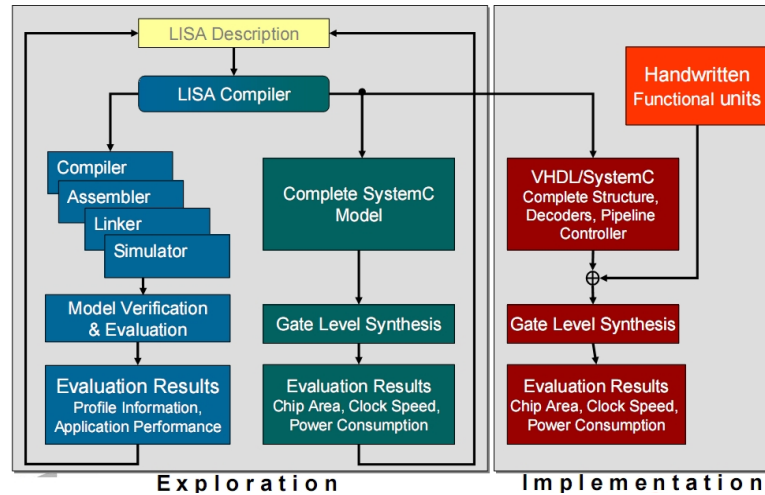 LISA Description
LISA Compiler
Compiler
Assembler
Linker
Simulator
Model Verification
& Evaluation
Evaluation Results
Profile Information,
Application Performance
Complete SystemC
Model
Gate Level Synthesis
Evaluation Results
Chip Area, Clock Speed,
Power Consumption
Exploration
Handwritten
Functional units
VHDL/SystemC
Complete Structure,
Decoders, Pipeline
Controller
Gate Level Synthesis
Evaluation Results
Chip Area, Clock Speed,
Power Consumption
Implementation